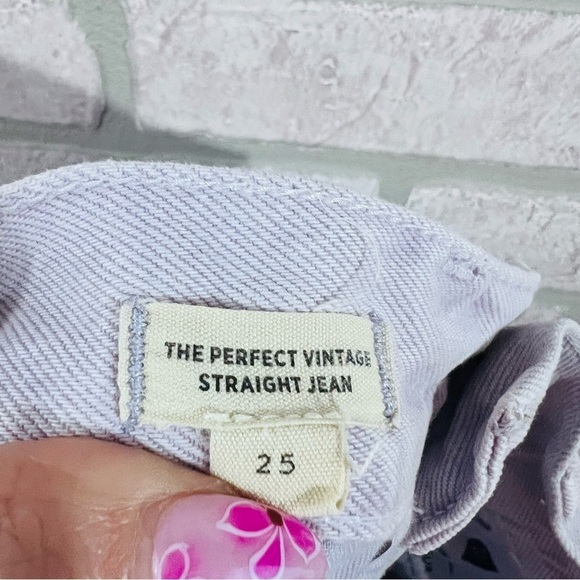 THE PERFECT VINTAGE
STRAIGHT JEAN
25